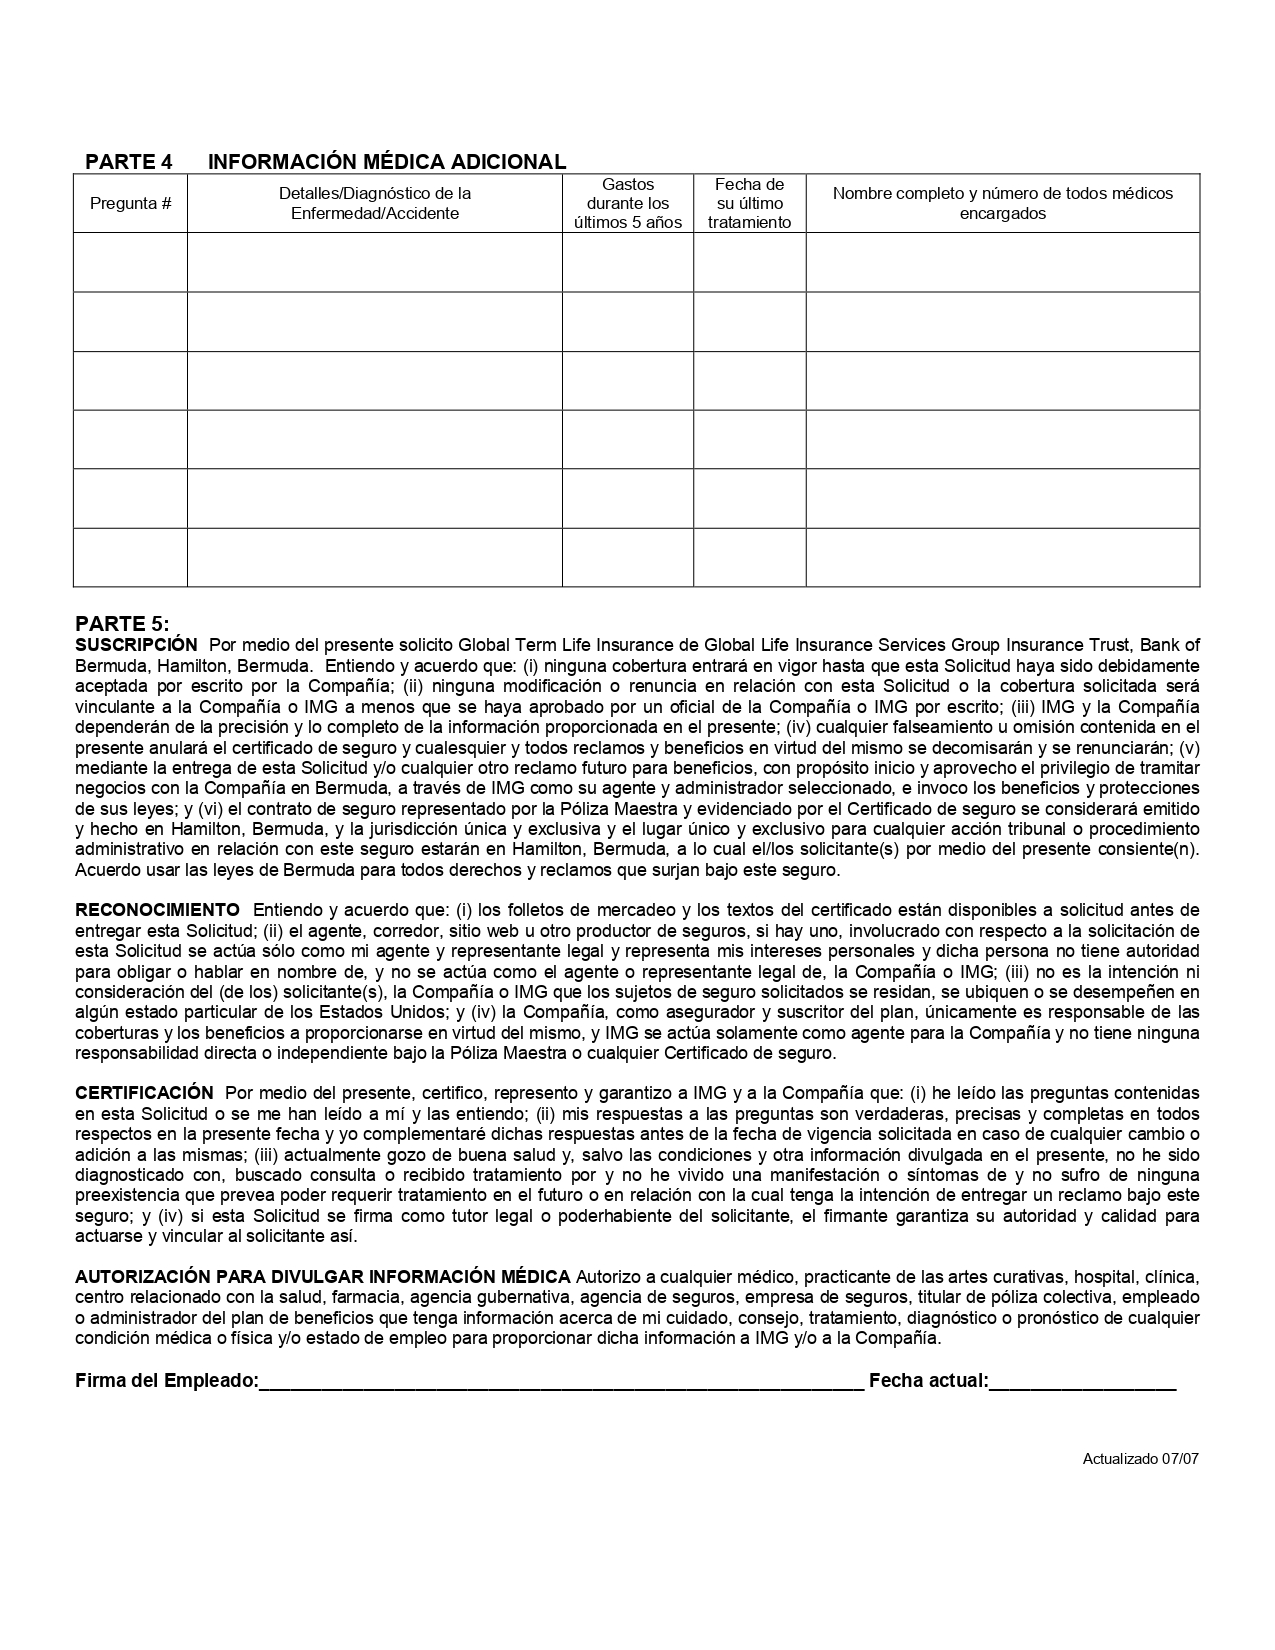 PARTE 4 INFORMACIÓN MÉDICA ADICIONAL
Pregunta #
Detalles/Diagnóstico de la
Enfermedad/Accidente
Gastos
durante los
últimos 5 años
Fecha de
su último
tratamiento
Nombre completo y número de todos médicos
encargados
PARTE 5:
SUSCRIPCIÓN Por medio del presente solicito Global Term Life Insurance de Global Life Insurance Services Group Insurance Trust, Bank of
Bermuda, Hamilton, Bermuda. Entiendo y acuerdo que: (i) ninguna cobertura entrará en vigor hasta que esta Solicitud haya sido debidamente
aceptada por escrito por la Compañía; (ii) ninguna modificación o renuncia en relación con esta Solicitud o la cobertura solicitada será
vinculante a la Compañía o IMG a menos que se haya aprobado por un oficial de la Compañía o IMG por escrito; (iii) IMG y la Compañía
dependerán de la precisión y lo completo de la información proporcionada en el presente; (iv) cualquier falseamiento u omisión contenida en el
presente anulará el certificado de seguro y cualesquier y todos reclamos y beneficios en virtud del mismo se decomisarán y se renunciarán; (v)
mediante la entrega de esta Solicitud y/o cualquier otro reclamo futuro para beneficios, con propósito inicio y aprovecho el privilegio de tramitar
negocios con la Compañía en Bermuda, a través de IMG como su agente y administrador seleccionado, e invoco los beneficios y protecciones
de sus leyes; y (vi) el contrato de seguro representado por la Póliza Maestra y evidenciado por el Certificado de seguro se considerará emitido
y hecho en Hamilton, Bermuda, y la jurisdicción única y exclusiva y el lugar único y exclusivo para cualquier acción tribunal o procedimiento
administrativo en relación con este seguro estarán en Hamilton, Bermuda, a lo cual el/los solicitante(s) por medio del presente consiente(n).
Acuerdo usar las leyes de Bermuda para todos derechos y reclamos que surjan bajo este seguro.
RECONOCIMIENTO Entiendo y acuerdo que: (i) los folletos de mercadeo y los textos del certificado están disponibles a solicitud antes de
entregar esta Solicitud; (ii) el agente, corredor, sitio web u otro productor de seguros, si hay uno, involucrado con respecto a la solicitación de
esta Solicitud se actúa sólo como mi agente y representante legal y representa mis intereses personales y dicha persona no tiene autoridad
para obligar o hablar en nombre de, y no se actúa como el agente o representante legal de, la Compañía o IMG; (iii) no es la intención ni
consideración del (de los) solicitante(s), la Compañía o IMG que los sujetos de seguro solicitados se residan, se ubiquen o se desempeñen en
algún estado particular de los Estados Unidos; y (iv) la Compañía, como asegurador y suscritor del plan, únicamente es responsable de las
coberturas y los beneficios a proporcionarse en virtud del mismo, y IMG se actúa solamente como agente para la Compañía y no tiene ninguna
responsabilidad directa o independiente bajo la Póliza Maestra o cualquier Certificado de seguro.
CERTIFICACIÓN Por medio del presente, certifico, represento y garantizo a IMG y a la Compañía que: (i) he leído las preguntas contenidas
en esta Solicitud o se me han leído a mí y las entiendo; (ii) mis respuestas a las preguntas son verdaderas, precisas y completas en todos
respectos en la presente fecha y yo complementaré dichas respuestas antes de la fecha de vigencia solicitada en caso de cualquier cambio o
adición a las mismas; (iii) actualmente gozo de buena salud y, salvo las condiciones y otra información divulgada en el presente, no he sido
diagnosticado con, buscado consulta o recibido tratamiento por y no he vivido una manifestación o síntomas de y no sufro de ninguna
preexistencia que prevea poder requerir tratamiento en el futuro o en relación con la cual tenga la intención de entregar un reclamo bajo este
seguro; y (iv) si esta Solicitud se firma como tutor legal o poderhabiente del solicitante, el firmante garantiza su autoridad y calidad para
actuarse y vincular al solicitante así.
AUTORIZACIÓN PARA DIVULGAR INFORMACIÓN MÉDICA Autorizo a cualquier médico, practicante de las artes curativas, hospital, clínica,
centro relacionado con la salud, farmacia, agencia gubernativa, agencia de seguros, empresa de seguros, titular de póliza colectiva, empleado
o administrador del plan de beneficios que tenga información acerca de mi cuidado, consejo, tratamiento, diagnóstico o pronóstico de cualquier
condición médica o física y/o estado de empleo para proporcionar dicha información a IMG y/o a la Compañía.
Firma del Empleado:__________________________________________________________ Fecha actual:__________________
Actualizado 07/07